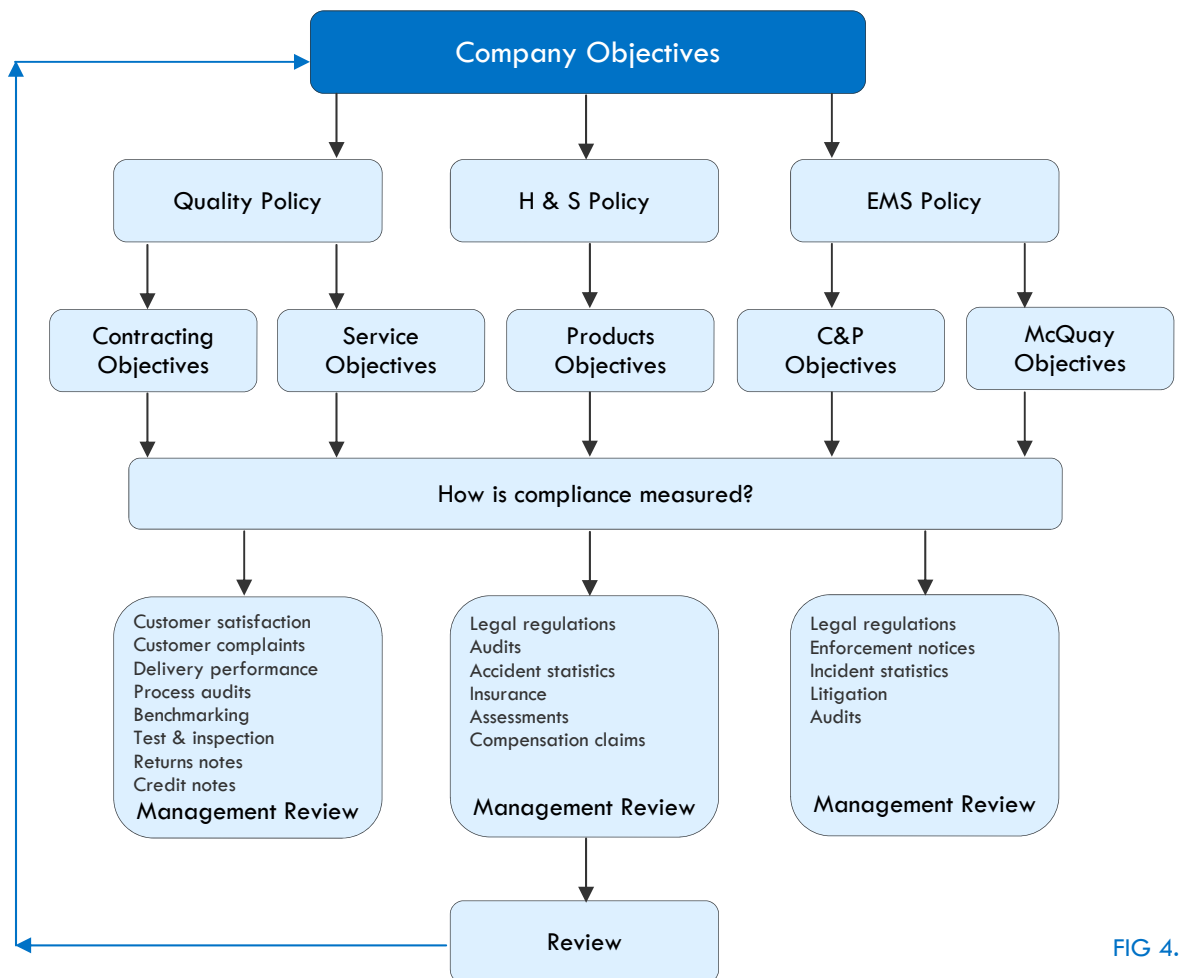 Company Objectives
Quality Policy
H & S Policy
EMS Policy
Contracting
Objectives
Service
Objectives
Products
Objectives
C&P
Objectives
McQuay
Objectives
How is compliance measured?
Customer satisfaction
Customer complaints
Delivery performance
Process audits
Benchmarking
Test & inspection
Returns notes
Credit notes
Management Review
Legal regulations
Audits
Accident statistics
Insurance
Assessments
Compensation claims
Management Review
Legal regulations
Enforcement notices
Incident statistics
Litigation
Audits
Management Review
Review
FIG 4.